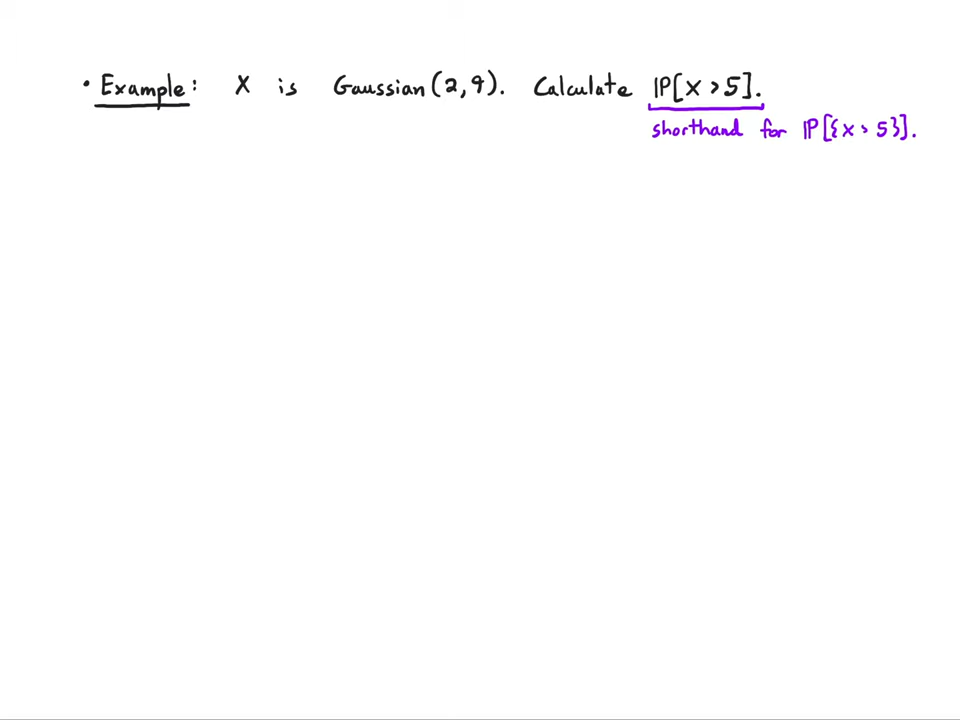 • Example: X is Gaussian(2,9). Calculate ℙ[X > 5].
shorthand for ℙ[{X > 5}].